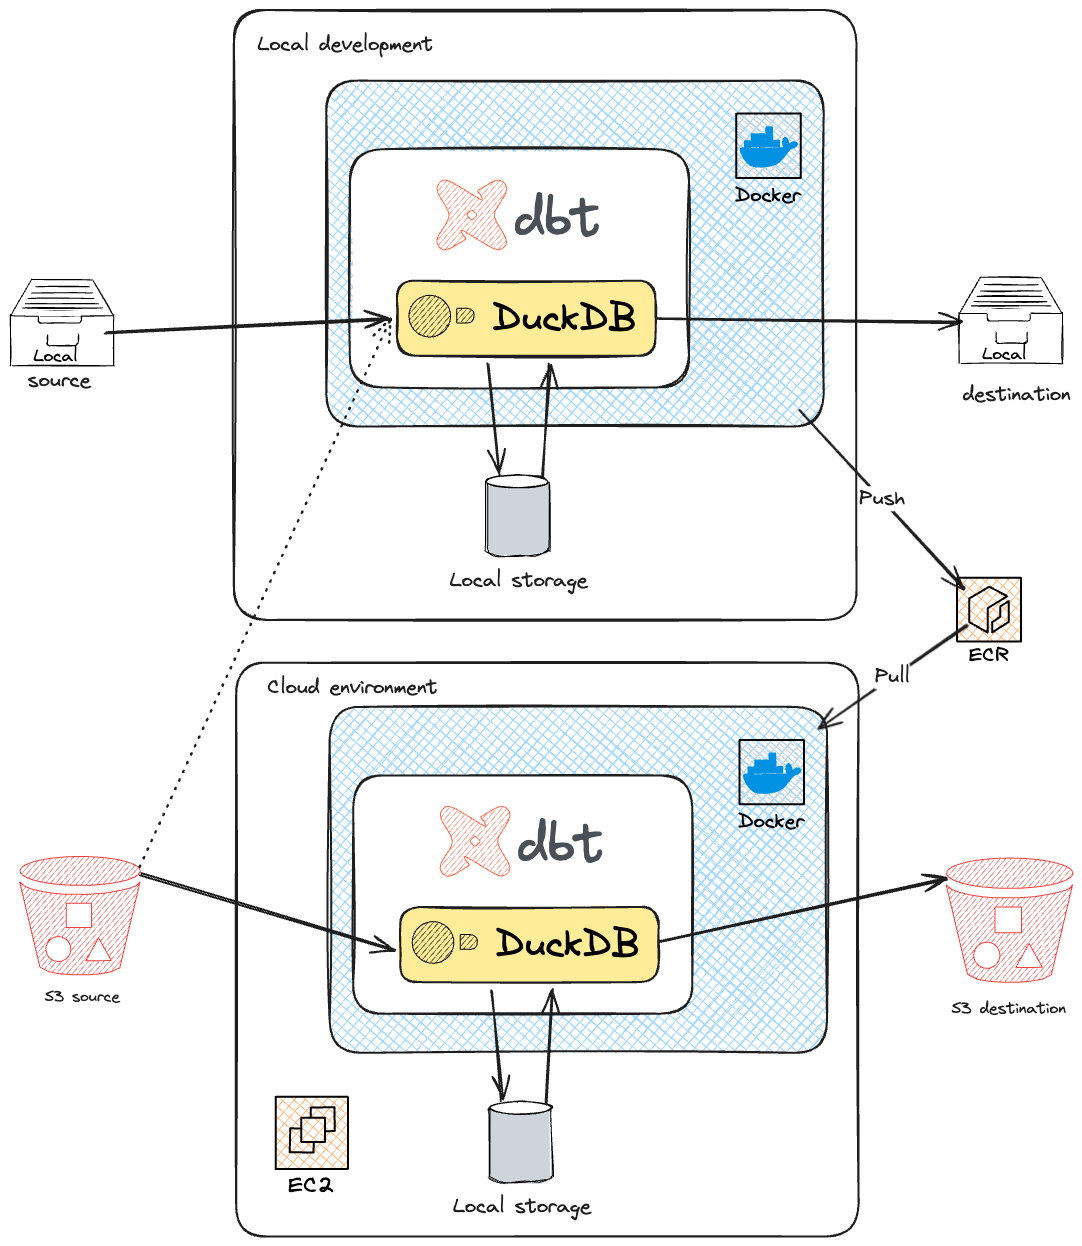 Local development
Docker
dbt
DuckDB
Local
source
Local
destination
Push
Local storage
ECR
Pull
Cloud environment
Docker
dbt
DuckDB
S3 source
S3 destination
EC2
Local storage